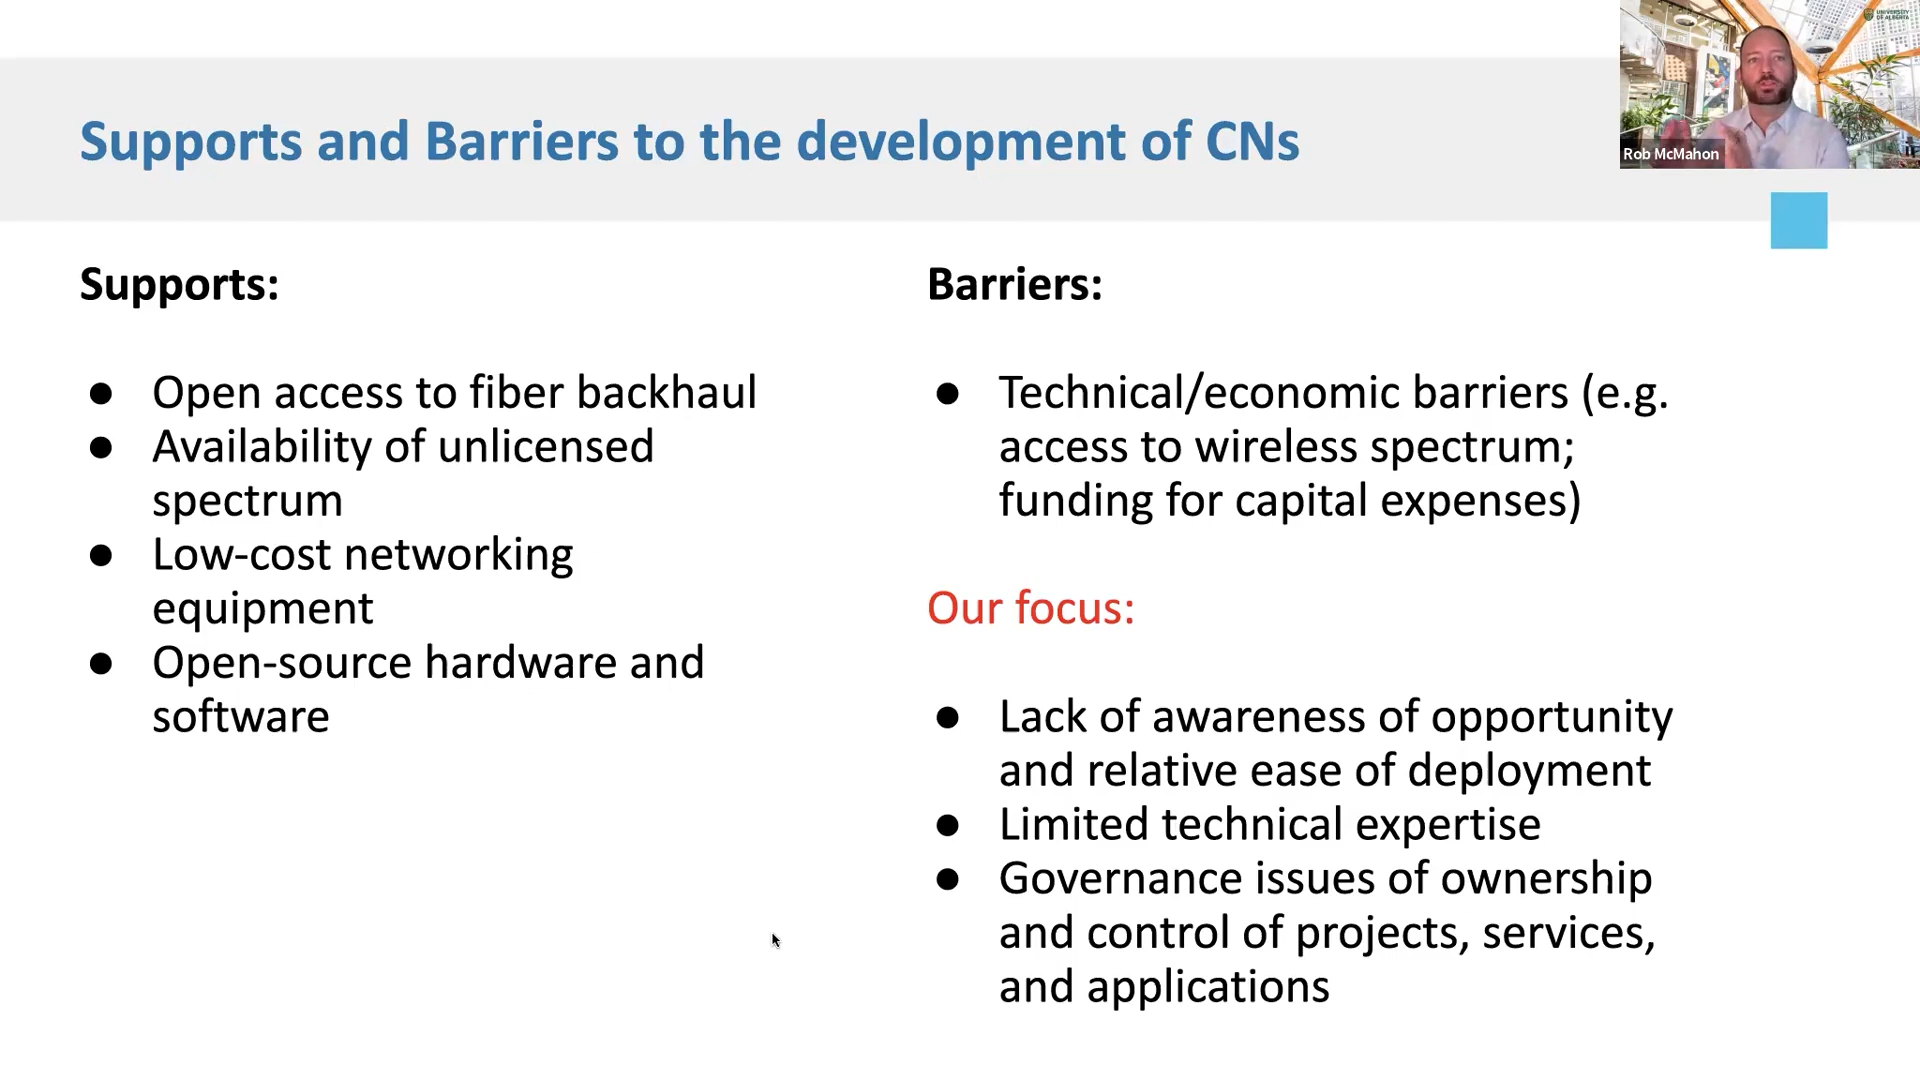 UNIVERSITY
OF ALBERTA
Rob McMahon
Supports and Barriers to the development of CNs
Supports:
● Open access to fiber backhaul
● Availability of unlicensed
spectrum
● Low-cost networking
equipment
● Open-source hardware and
software
Barriers:
● Technical/economic barriers (e.g.
access to wireless spectrum;
funding for capital expenses)
Our focus:
● Lack of awareness of opportunity
and relative ease of deployment
● Limited technical expertise
● Governance issues of ownership
and control of projects, services,
and applications